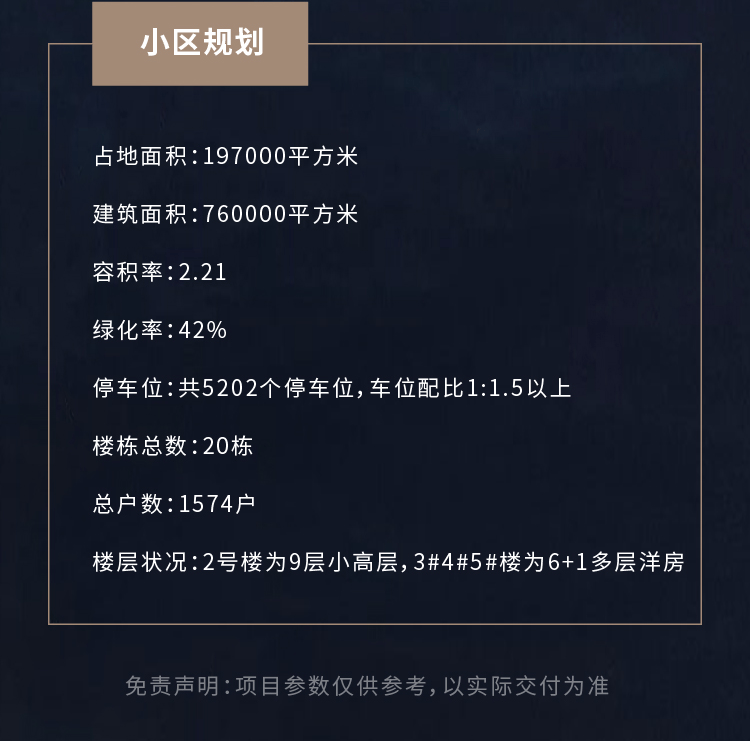 小区规划
占地面积:197000平方米
建筑面积:760000平方米
容积率:2.21
绿化率:42%
停车位:共5202个停车位,车位配比1:1.5以上
楼栋总数:20栋
总户数:1574户
楼层状况:2号楼为9层小高层,3#4#5#楼为6+1多层洋房
免责声明:项目参数仅供参考,以实际交付为准